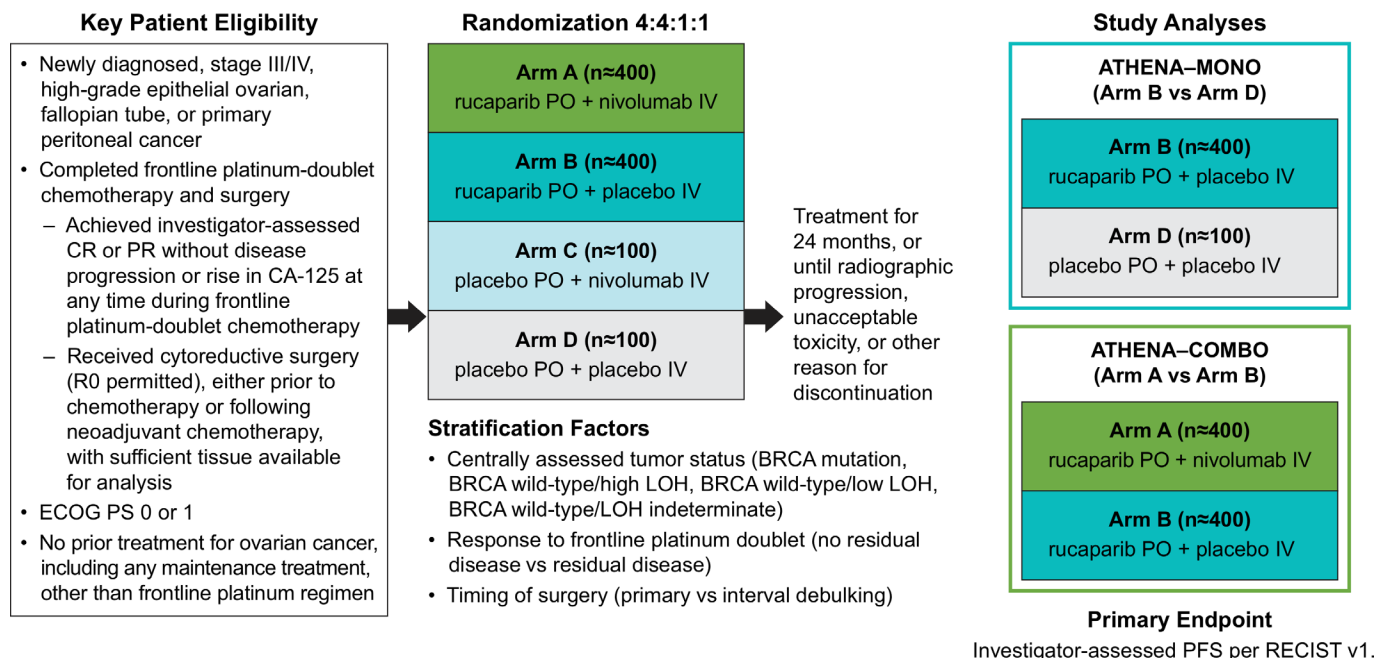 Key Patient Eligibility
• Newly diagnosed, stage III/IV,
high-grade epithelial ovarian,
fallopian tube, or primary
peritoneal cancer
• Completed frontline platinum-doublet
chemotherapy and surgery
– Achieved investigator-assessed
CR or PR without disease
progression or rise in CA-125 at
any time during frontline
platinum-doublet chemotherapy
– Received cytoreductive surgery
(R0 permitted), either prior to
chemotherapy or following
neoadjuvant chemotherapy,
with sufficient tissue available
for analysis
• ECOG PS 0 or 1
• No prior treatment for ovarian cancer,
including any maintenance treatment,
other than frontline platinum regimen
Randomization 4:4:1:1
Arm A (n≈400)
rucaparib PO + nivolumab IV
Arm B (n≈400)
rucaparib PO + placebo IV
Arm C (n≈100)
placebo PO + nivolumab IV
Arm D (n≈100)
placebo PO + placebo IV
Stratification Factors
• Centrally assessed tumor status (BRCA mutation,
BRCA wild-type/high LOH, BRCA wild-type/low LOH,
BRCA wild-type/LOH indeterminate)
• Response to frontline platinum doublet (no residual
disease vs residual disease)
• Timing of surgery (primary vs interval debulking)
Treatment for
24 months, or
until radiographic
progression,
unacceptable
toxicity, or other
reason for
discontinuation
Study Analyses
ATHENA–MONO
(Arm B vs Arm D)
Arm B (n≈400)
rucaparib PO + placebo IV
Arm D (n≈100)
placebo PO + placebo IV
ATHENA–COMBO
(Arm A vs Arm B)
Arm A (n≈400)
rucaparib PO + nivolumab IV
Arm B (n≈400)
rucaparib PO + placebo IV
Primary Endpoint
Investigator-assessed PFS per RECIST v1.